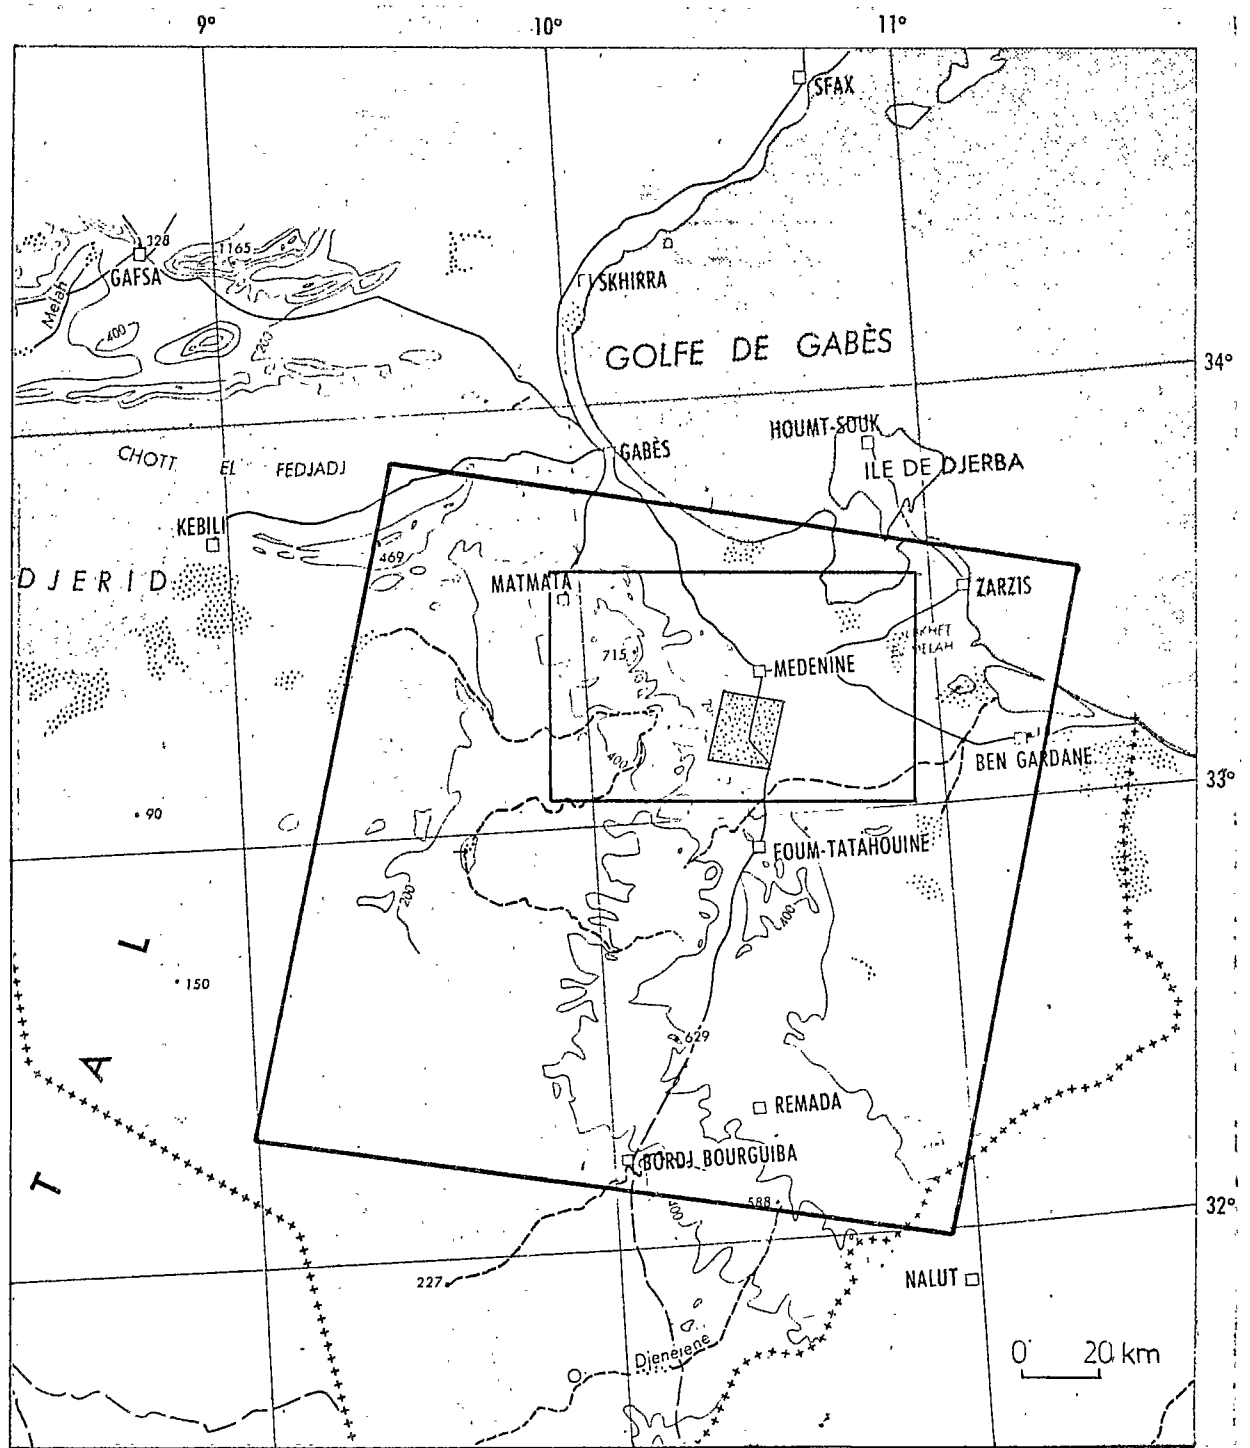 9° 10° 11°
SFAX
328
1165
GAFSA
Melah
SKHIRRA
400
200
GOLFE DE GABÈS
34°
HOUMT-SOUK
GABÈS
CHOTT EL FEDJADJ
ILE DE DJERBA
KEBILI
469
DJERID
MATMATA
ZARZIS
715
MELAH
MEDENINE
BEN GARDANE
400
33°
90
FOUM-TATAHOUINE
200
400
L
150
629
A
REMADA
BORDJ BOURGUIBA
T
588
400
32°
227
NALUT
Djeneiene
0 20 km